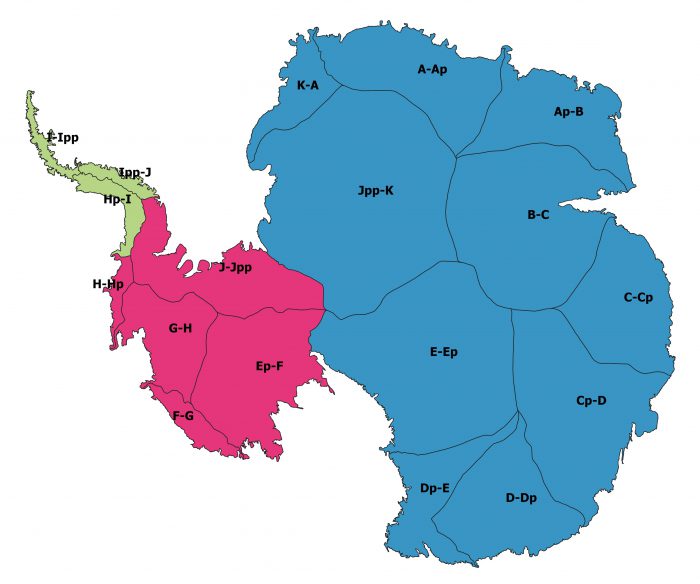 A-Ap
K-A
Ap-B
I-Ipp
Ipp-J
Jpp-K
Hp-I
B-C
J-Jpp
H-Hp
C-Cp
G-H
E-Ep
Ep-F
Cp-D
F-G
Dp-E
D-Dp